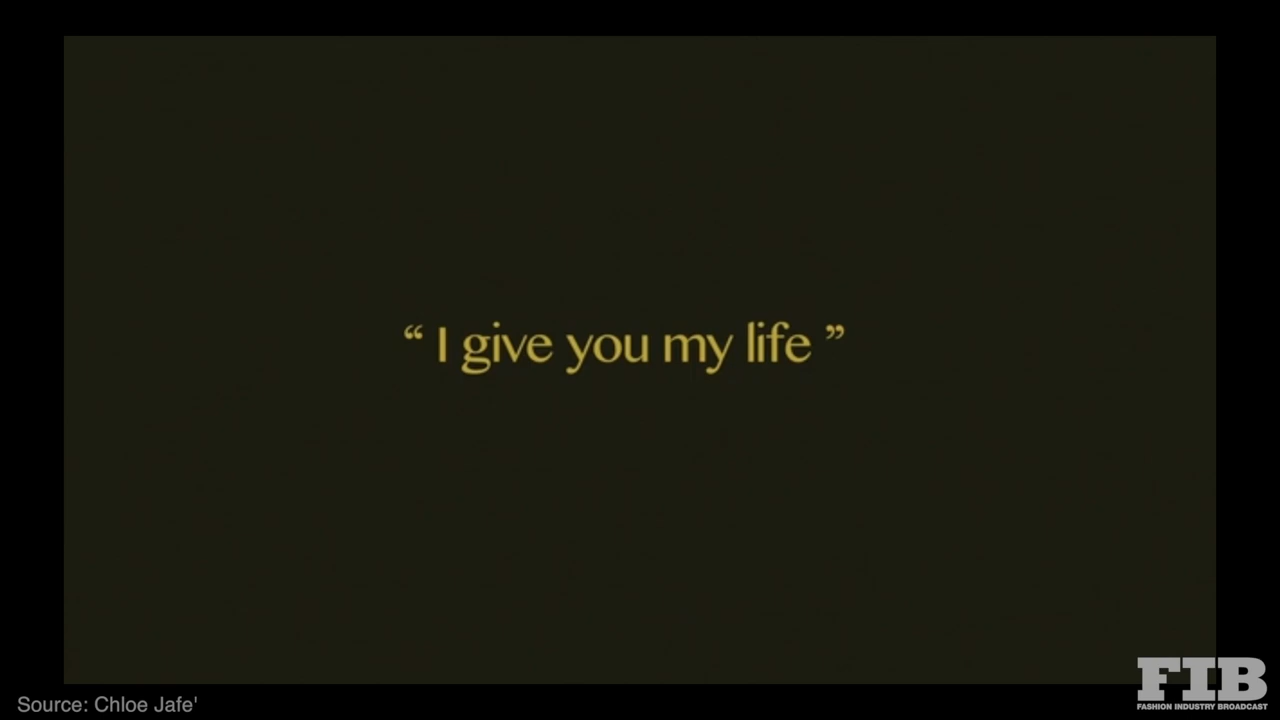 “ I give you my life ”
Source: Chloe Jafe'
FIB
FASHION INDUSTRY BROADCAST